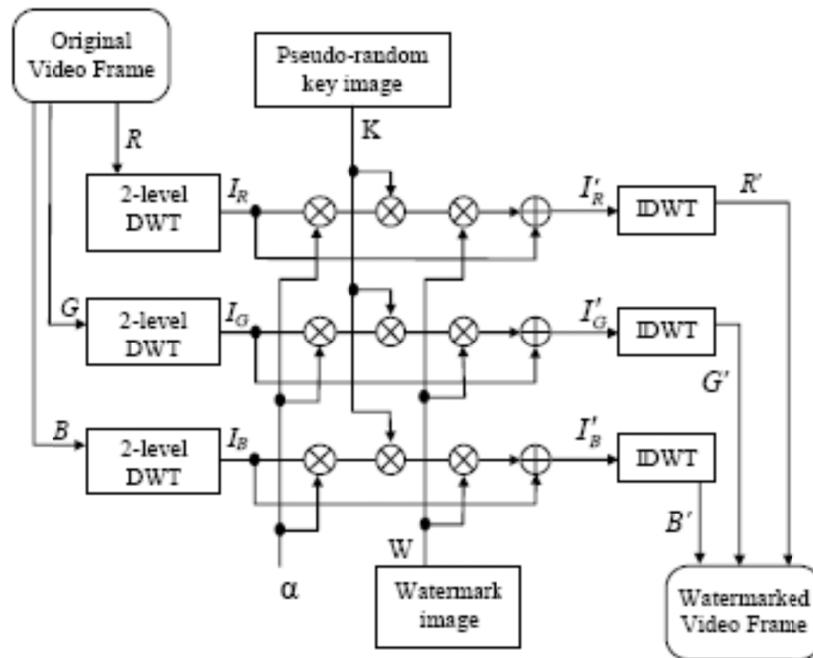 Original
Video Frame
Pseudo-random
key image
K
R
2-level
DWT
I_R
I'_R
IDWT
R'
G
2-level
DWT
I_G
I'_G
IDWT
G'
B
2-level
DWT
I_B
I'_B
IDWT
B'
α
W
Watermark
image
Watermarked
Video Frame